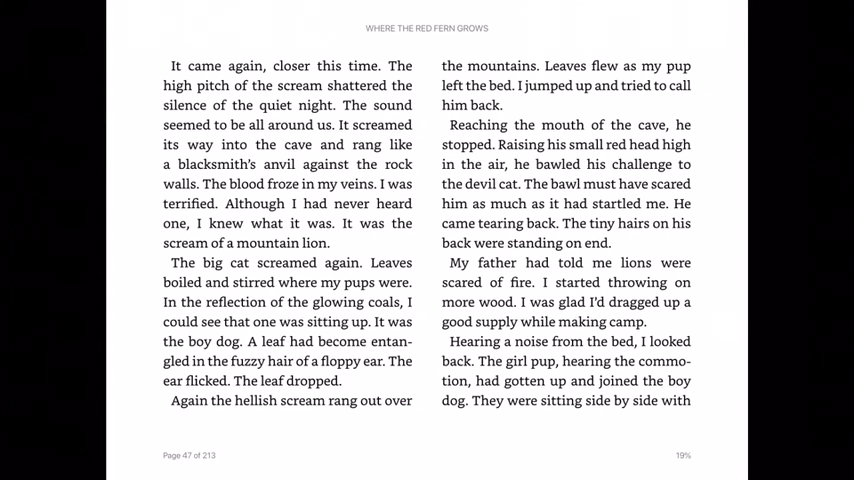 WHERE THE RED FERN GROWS
It came again, closer this time. The
high pitch of the scream shattered the
silence of the quiet night. The sound
seemed to be all around us. It screamed
its way into the cave and rang like
a blacksmith's anvil against the rock
walls. The blood froze in my veins. I was
terrified. Although I had never heard
one, I knew what it was. It was the
scream of a mountain lion.
The big cat screamed again. Leaves
boiled and stirred where my pups were.
In the reflection of the glowing coals, I
could see that one was sitting up. It was
the boy dog. A leaf had become entan-
gled in the fuzzy hair of a floppy ear. The
ear flicked. The leaf dropped.
Again the hellish scream rang out over
the mountains. Leaves flew as my pup
left the bed. I jumped up and tried to call
him back.
Reaching the mouth of the cave, he
stopped. Raising his small red head high
in the air, he bawled his challenge to
the devil cat. The bawl must have scared
him as much as it had startled me. He
came tearing back. The tiny hairs on his
back were standing on end.
My father had told me lions were
scared of fire. I started throwing on
more wood. I was glad I'd dragged up a
good supply while making camp.
Hearing a noise from the bed, I looked
back. The girl pup, hearing the commo-
tion, had gotten up and joined the boy
dog. They were sitting side by side with
Page 47 of 213
19%